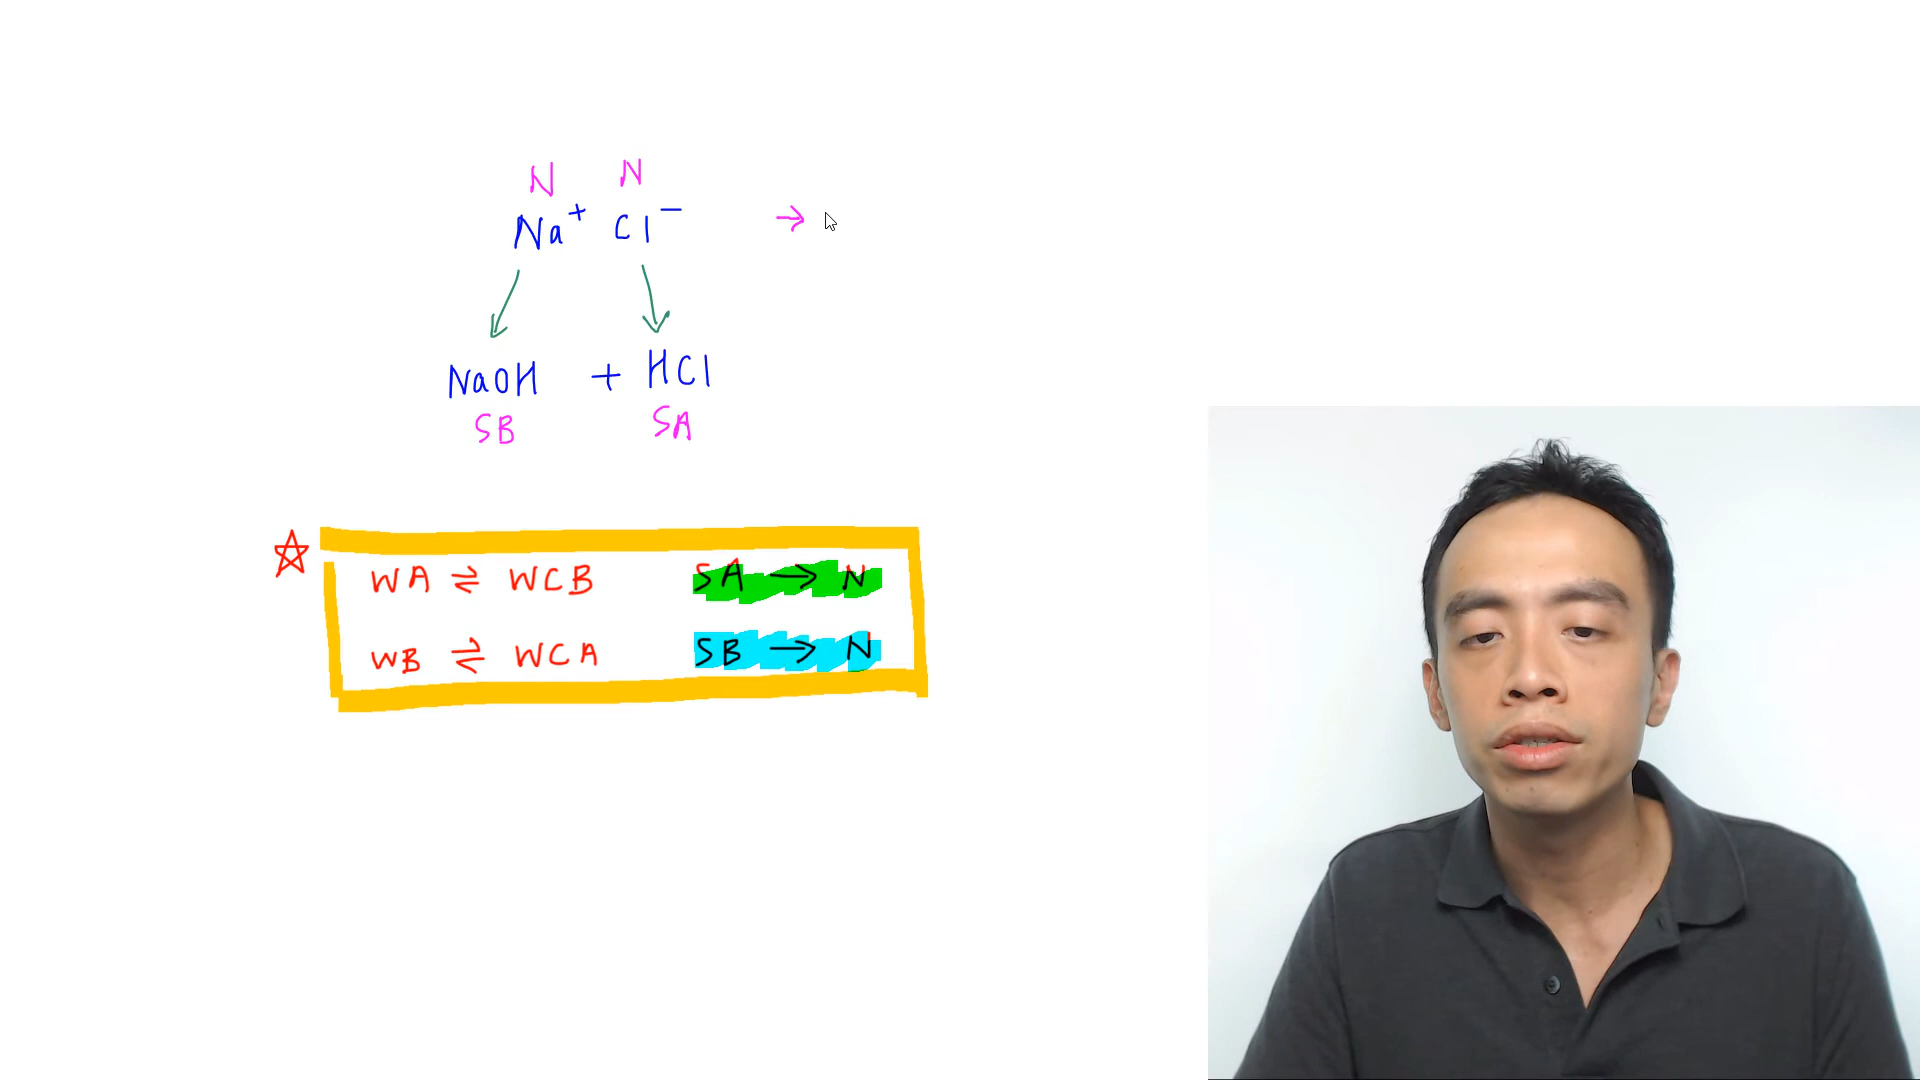 N N
Na⁺ Cl⁻ →
NaOH + HCl
SB SA
WA ⇌ WCB SA → N
WB ⇌ WCA SB → N